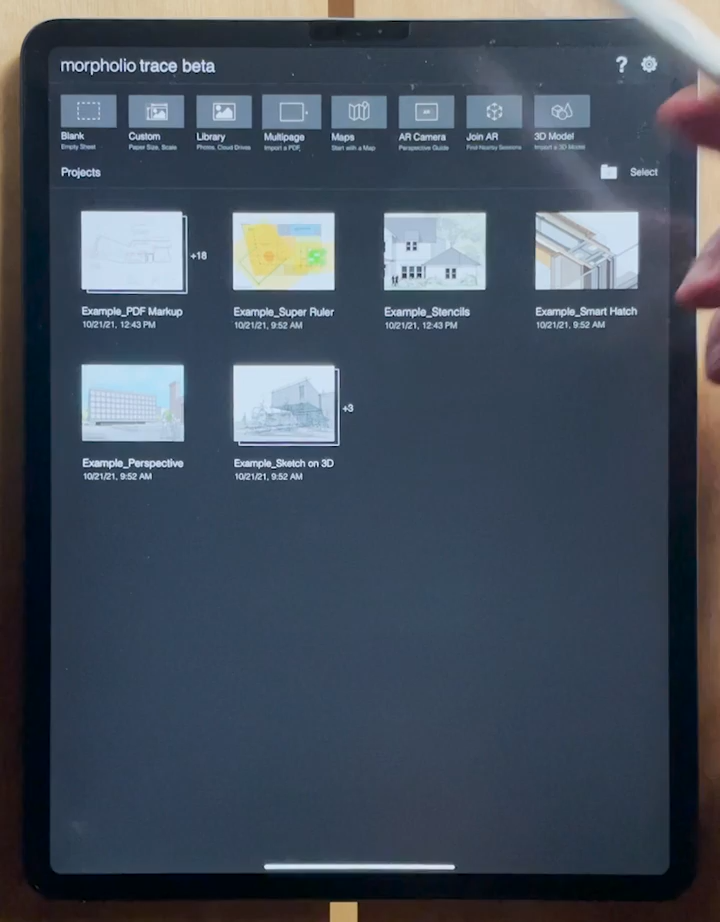 morpholio trace beta
?
Blank
Empty Sheet
Custom
Paper Size, Scale
Library
Photos, Cloud Drives
Multipage
Import a PDF
Maps
Start with a Map
AR Camera
Perspective Guide
Join AR
Find Nearby Sessions
3D Model
Import a 3D Model
Projects
Select
+18
Example_PDF Markup
10/21/21, 12:43 PM
Example_Super Ruler
10/21/21, 9:52 AM
Example_Stencils
10/21/21, 12:43 PM
Example_Smart Hatch
10/21/21, 9:52 AM
Example_Perspective
10/21/21, 9:52 AM
+3
Example_Sketch on 3D
10/21/21, 9:52 AM